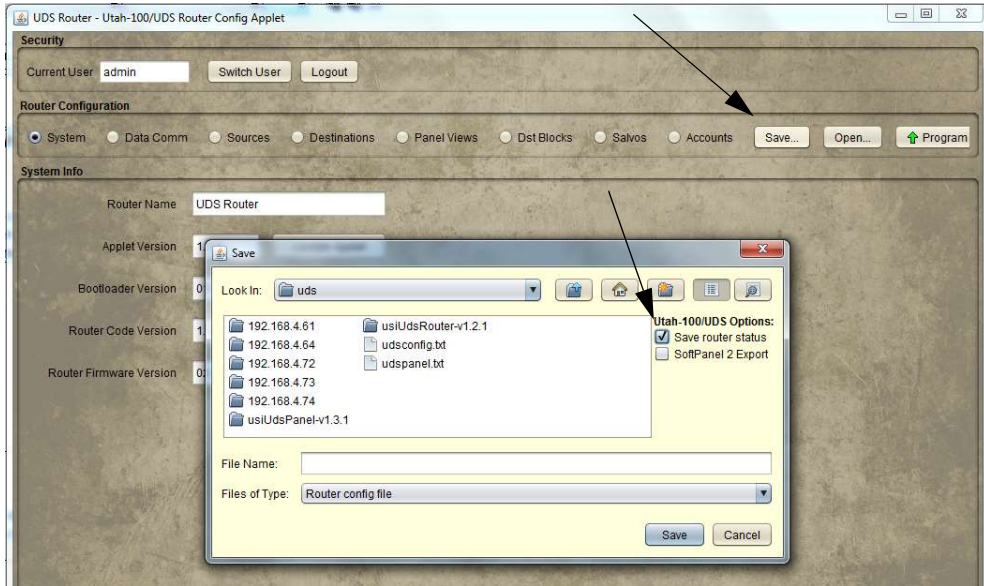 UDS Router - Utah-100/UDS Router Config Applet
Security
Current User admin Switch User Logout
Router Configuration
System Data Comm Sources Destinations Panel Views Dst Blocks Salvos Accounts Save... Open... Program
System Info
Router Name UDS Router
Applet Version 1.
Bootloader Version 0
Router Code Version 1.
Router Firmware Version 0
Save
Look In: uds
192.168.4.61 usiUdsRouter-v1.2.1
192.168.4.64 udsconfig.txt
192.168.4.72 udspanel.txt
192.168.4.73
192.168.4.74
usiUdsPanel-v1.3.1
Utah-100/UDS Options:
Save router status
SoftPanel 2 Export
File Name:
Files of Type: Router config file
Save Cancel